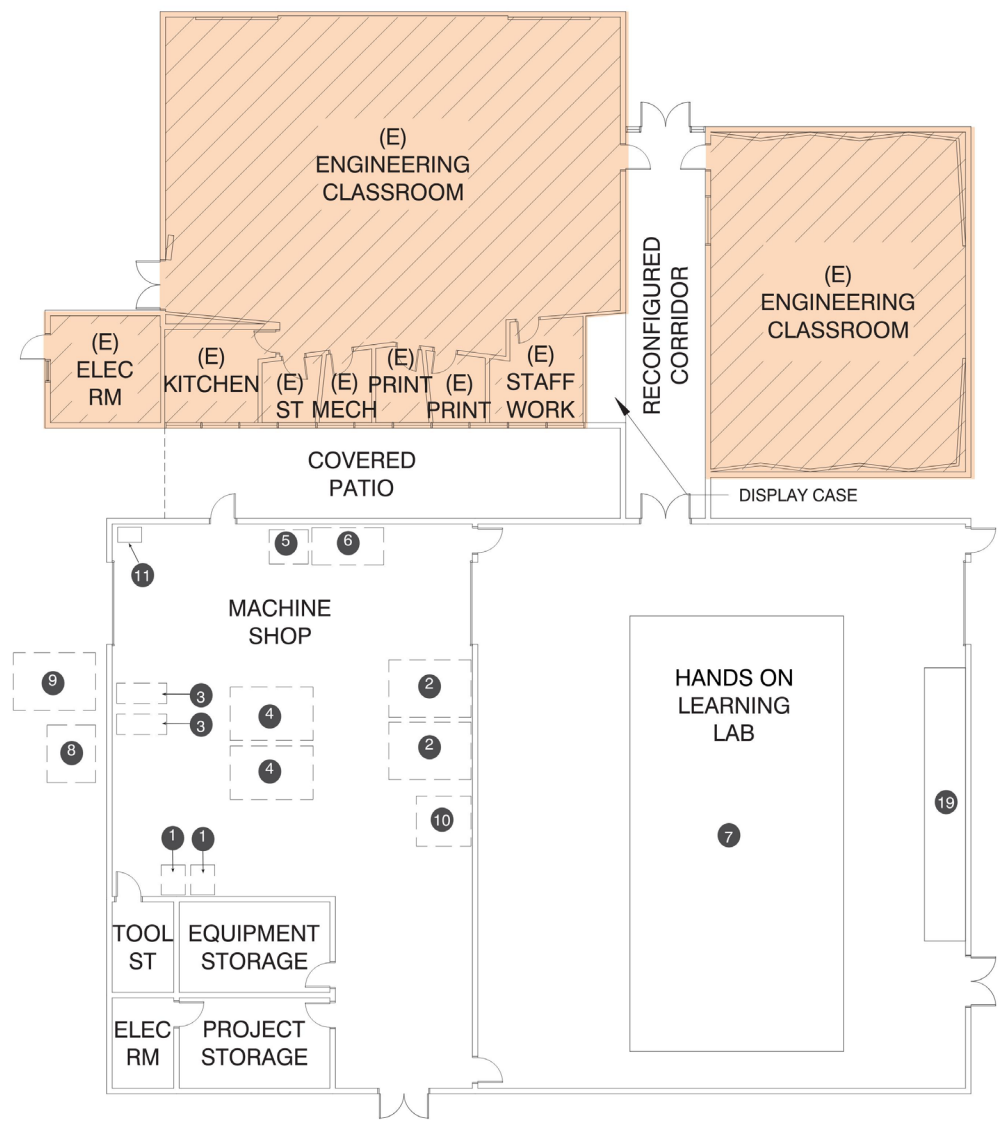 (E)
ENGINEERING
CLASSROOM
(E)
ENGINEERING
CLASSROOM
RECONFIGURED
CORRIDOR
(E)
ELEC
RM
(E)
KITCHEN
(E)
ST
(E)
MECH
(E)
PRINT
(E)
PRINT
(E)
STAFF
WORK
COVERED
PATIO
DISPLAY CASE
5
6
11
MACHINE
SHOP
9
3
3
8
4
4
2
2
10
1
1
HANDS ON
LEARNING
LAB
7
19
TOOL
ST
EQUIPMENT
STORAGE
ELEC
RM
PROJECT
STORAGE